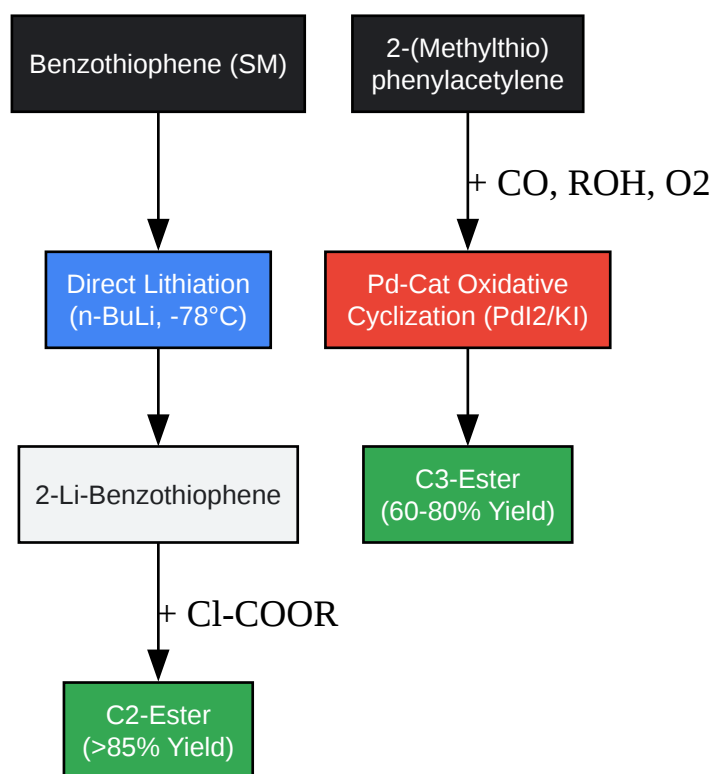 Benzothiophene (SM)
2-(Methylthio)
phenylacetylene
+ CO, ROH, O2
Direct Lithiation
(n-BuLi, -78°C)
Pd-Cat Oxidative
Cyclization (PdI2/KI)
2-Li-Benzothiophene
C3-Ester
(60-80% Yield)
+ Cl-COOR
C2-Ester
(>85% Yield)